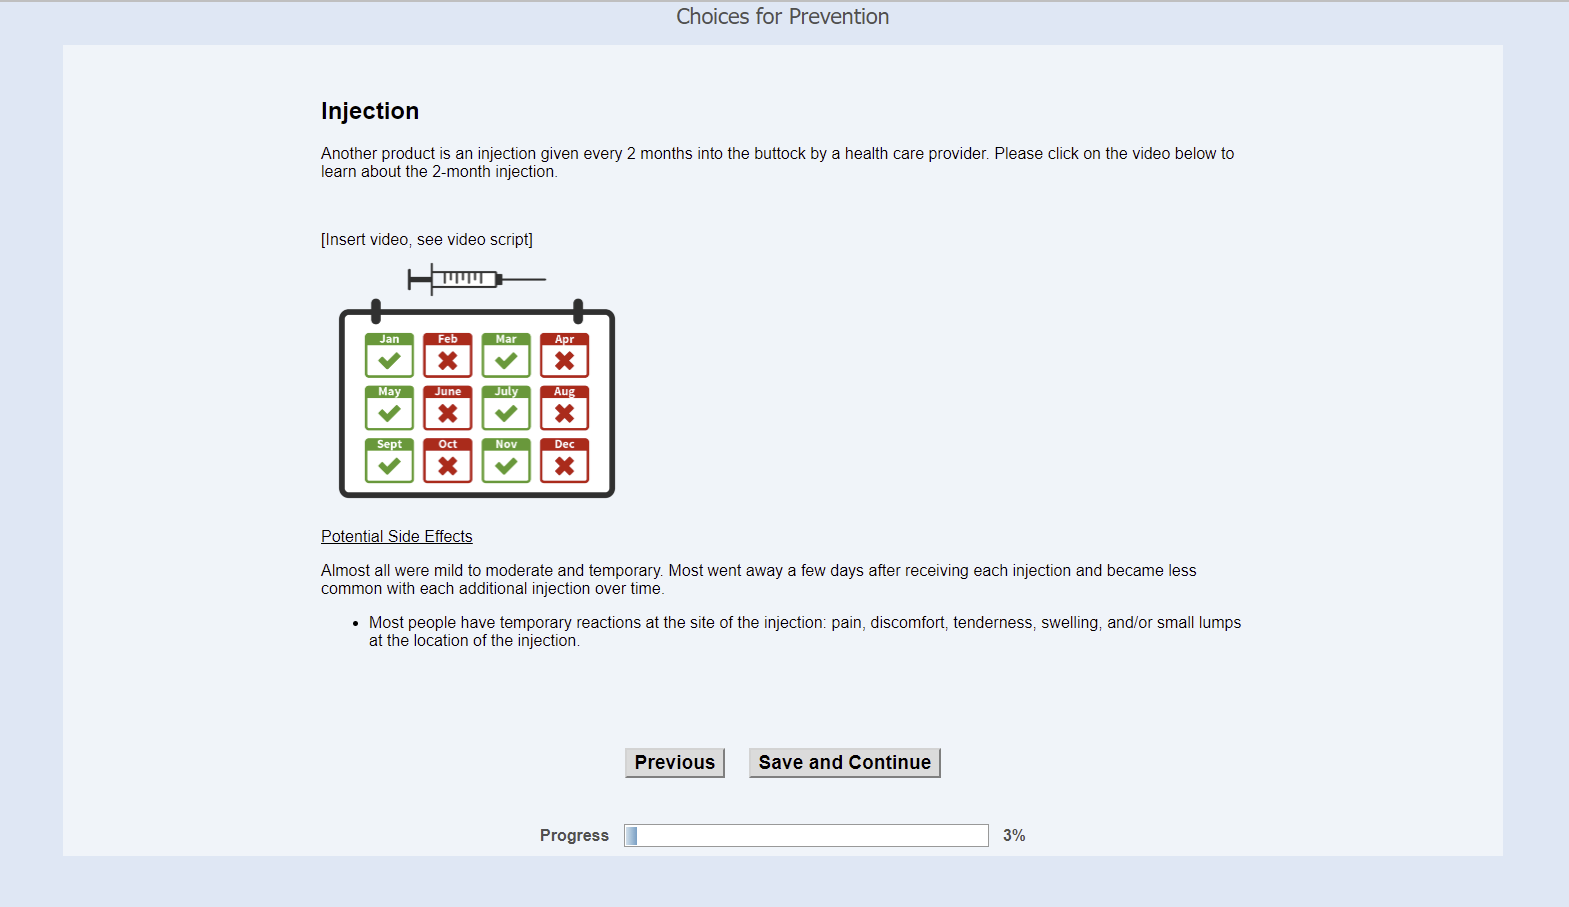 Choices for Prevention
Injection
Another product is an injection given every 2 months into the buttock by a health care provider. Please click on the video below to
learn about the 2-month injection.
[Insert video, see video script]
Jan Feb Mar Apr
May June July Aug
Sept Oct Nov Dec
Potential Side Effects
Almost all were mild to moderate and temporary. Most went away a few days after receiving each injection and became less
common with each additional injection over time.
• Most people have temporary reactions at the site of the injection: pain, discomfort, tenderness, swelling, and/or small lumps
at the location of the injection.
Previous Save and Continue
Progress 3%